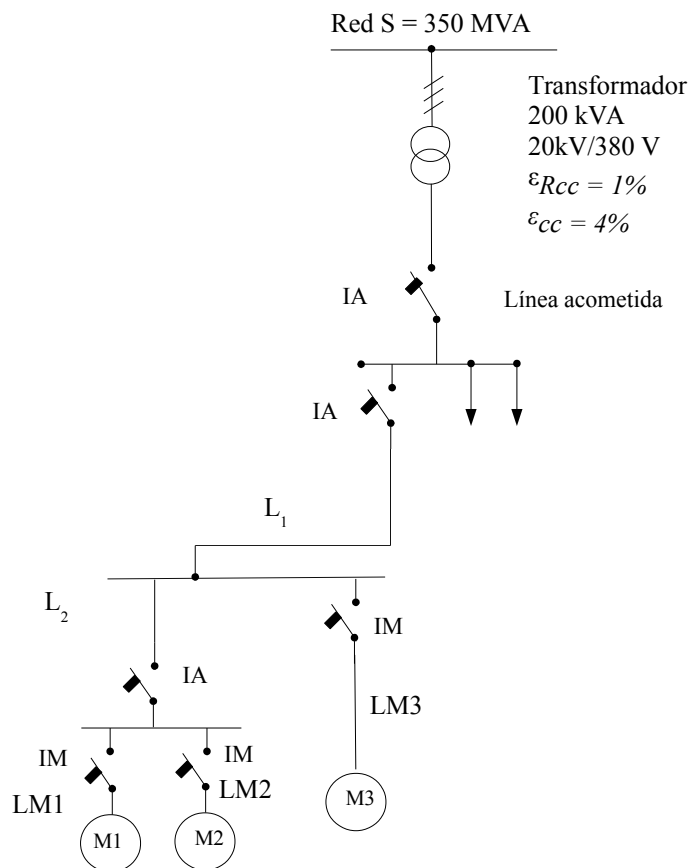 Red S = 350 MVA
Transformador
200 kVA
20kV/380 V
εRcc = 1%
εcc = 4%
IA
Línea acometida
IA
L1
L2
IM
IA
LM3
IM
IM
LM1
LM2
M3
M1
M2